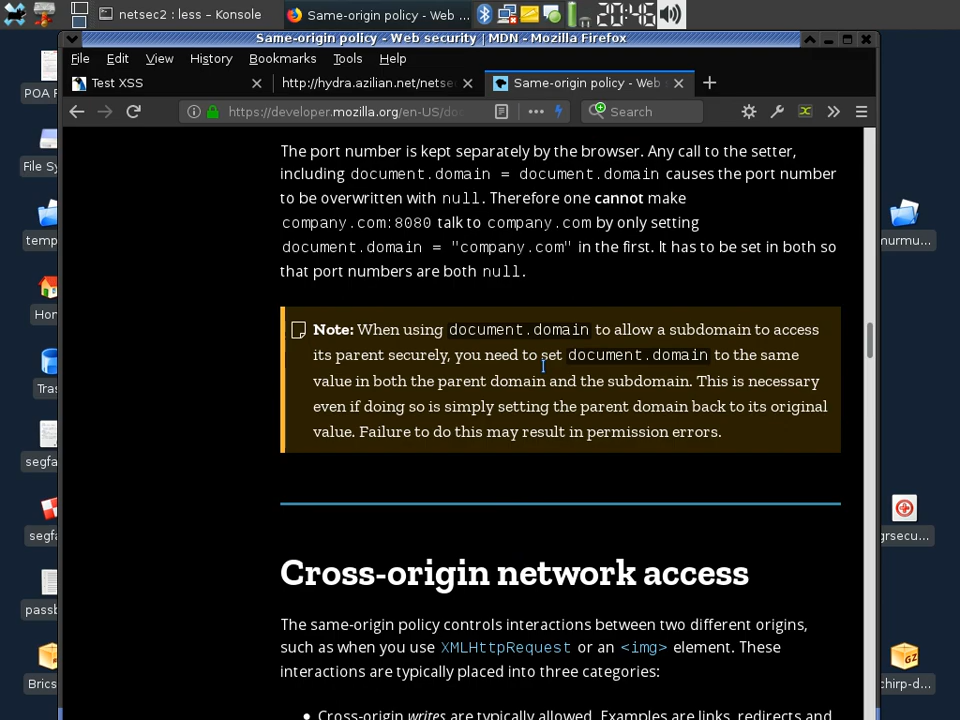 netsec2 : less – Konsole
Same-origin policy - Web ...
20:46
Same-origin policy - Web security | MDN - Mozilla Firefox
File Edit View History Bookmarks Tools Help
Test XSS
http://hydra.azilian.net/netse
Same-origin policy - Web
https://developer.mozilla.org/en-US/do
Search
POA F
File Sy
temp
Hon
Tras
segfa
segfa
passb
Brics
The port number is kept separately by the browser. Any call to the setter,
including document.domain = document.domain causes the port number
to be overwritten with null. Therefore one cannot make
company.com:8080 talk to company.com by only setting
document.domain = "company.com" in the first. It has to be set in both so
that port numbers are both null.
Note: When using document.domain to allow a subdomain to access
its parent securely, you need to set document.domain to the same
value in both the parent domain and the subdomain. This is necessary
even if doing so is simply setting the parent domain back to its original
value. Failure to do this may result in permission errors.
Cross-origin network access
The same-origin policy controls interactions between two different origins,
such as when you use XMLHttpRequest or an <img> element. These
interactions are typically placed into three categories:
• Cross-origin writes are typically allowed. Examples are links, redirects and
murmu...
grsecu...
GZ
chirp-d...